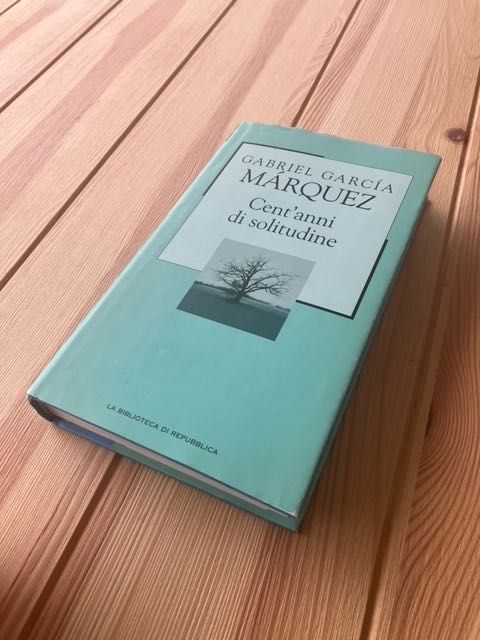 GABRIEL GARCÍA
MÁRQUEZ
Cent'anni
di solitudine
LA BIBLIOTECA DI REPUBBLICA